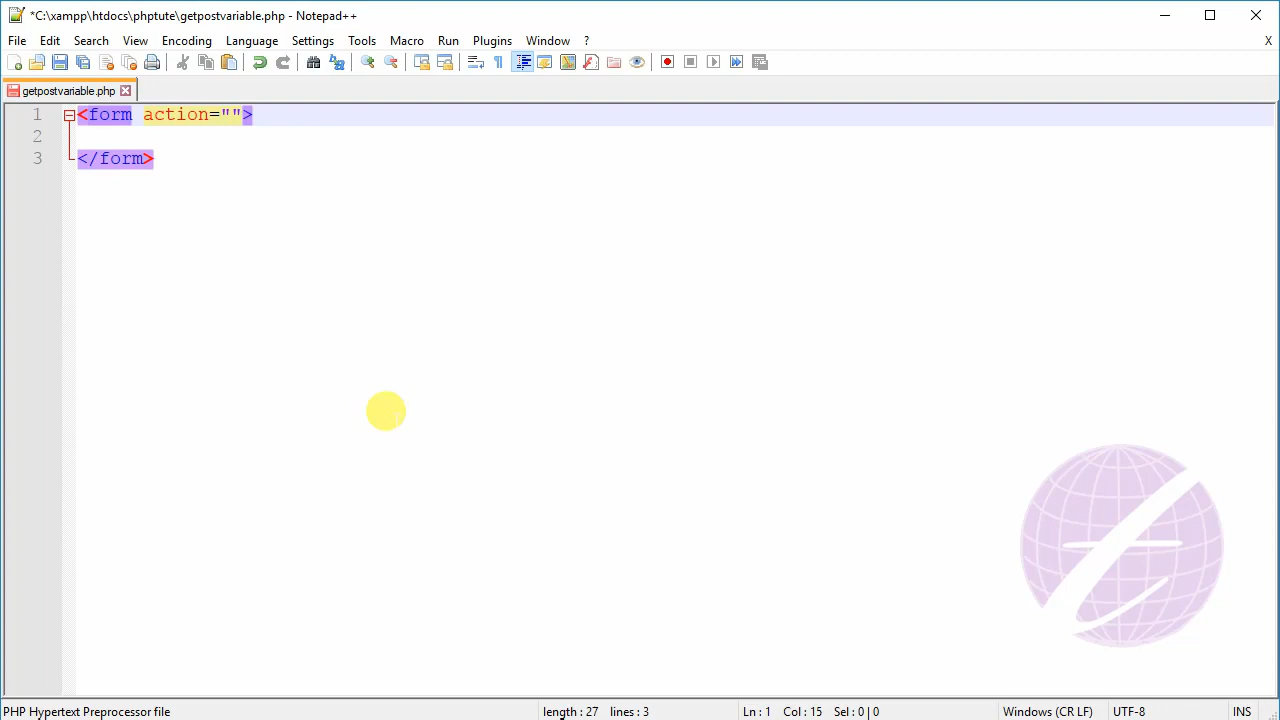 *C:\xampp\htdocs\phptute\getpostvariable.php - Notepad++
File Edit Search View Encoding Language Settings Tools Macro Run Plugins Window ? X
getpostvariable.php
1 <form action="">
2
3 </form>
PHP Hypertext Preprocessor file length : 27 lines : 3 Ln : 1 Col : 15 Sel : 0 | 0 Windows (CR LF) UTF-8 INS